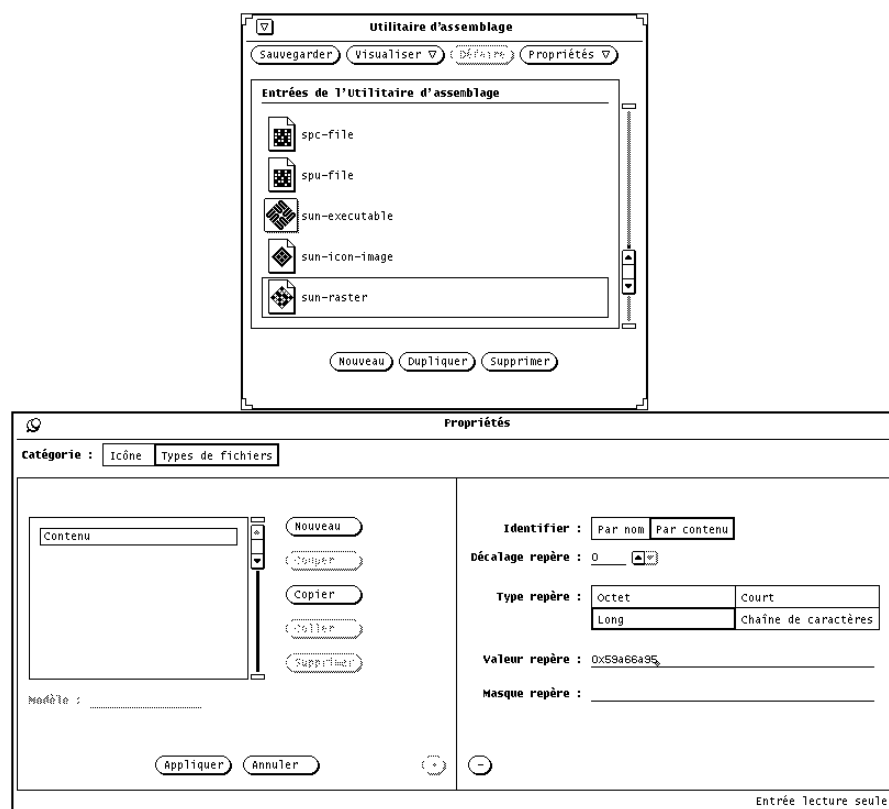 Utilitaire d'assemblage
Sauvegarder Visualiser Défaire Propriétés
Entrées de l'Utilitaire d'assemblage
spc-file
spu-file
sun-executable
sun-icon-image
sun-raster
Nouveau Dupliquer Supprimer
Propriétés
Catégorie : Icône Types de fichiers
Contenu
Nouveau
Couper
Copier
Coller
Supprimer
Modèle :
Appliquer Annuler +
Identifier : Par nom Par contenu
Décalage repère : 0
Type repère : Octet Court
Long Chaîne de caractères
Valeur repère : 0x59a66a95
Masque repère :
-
Entrée lecture seule